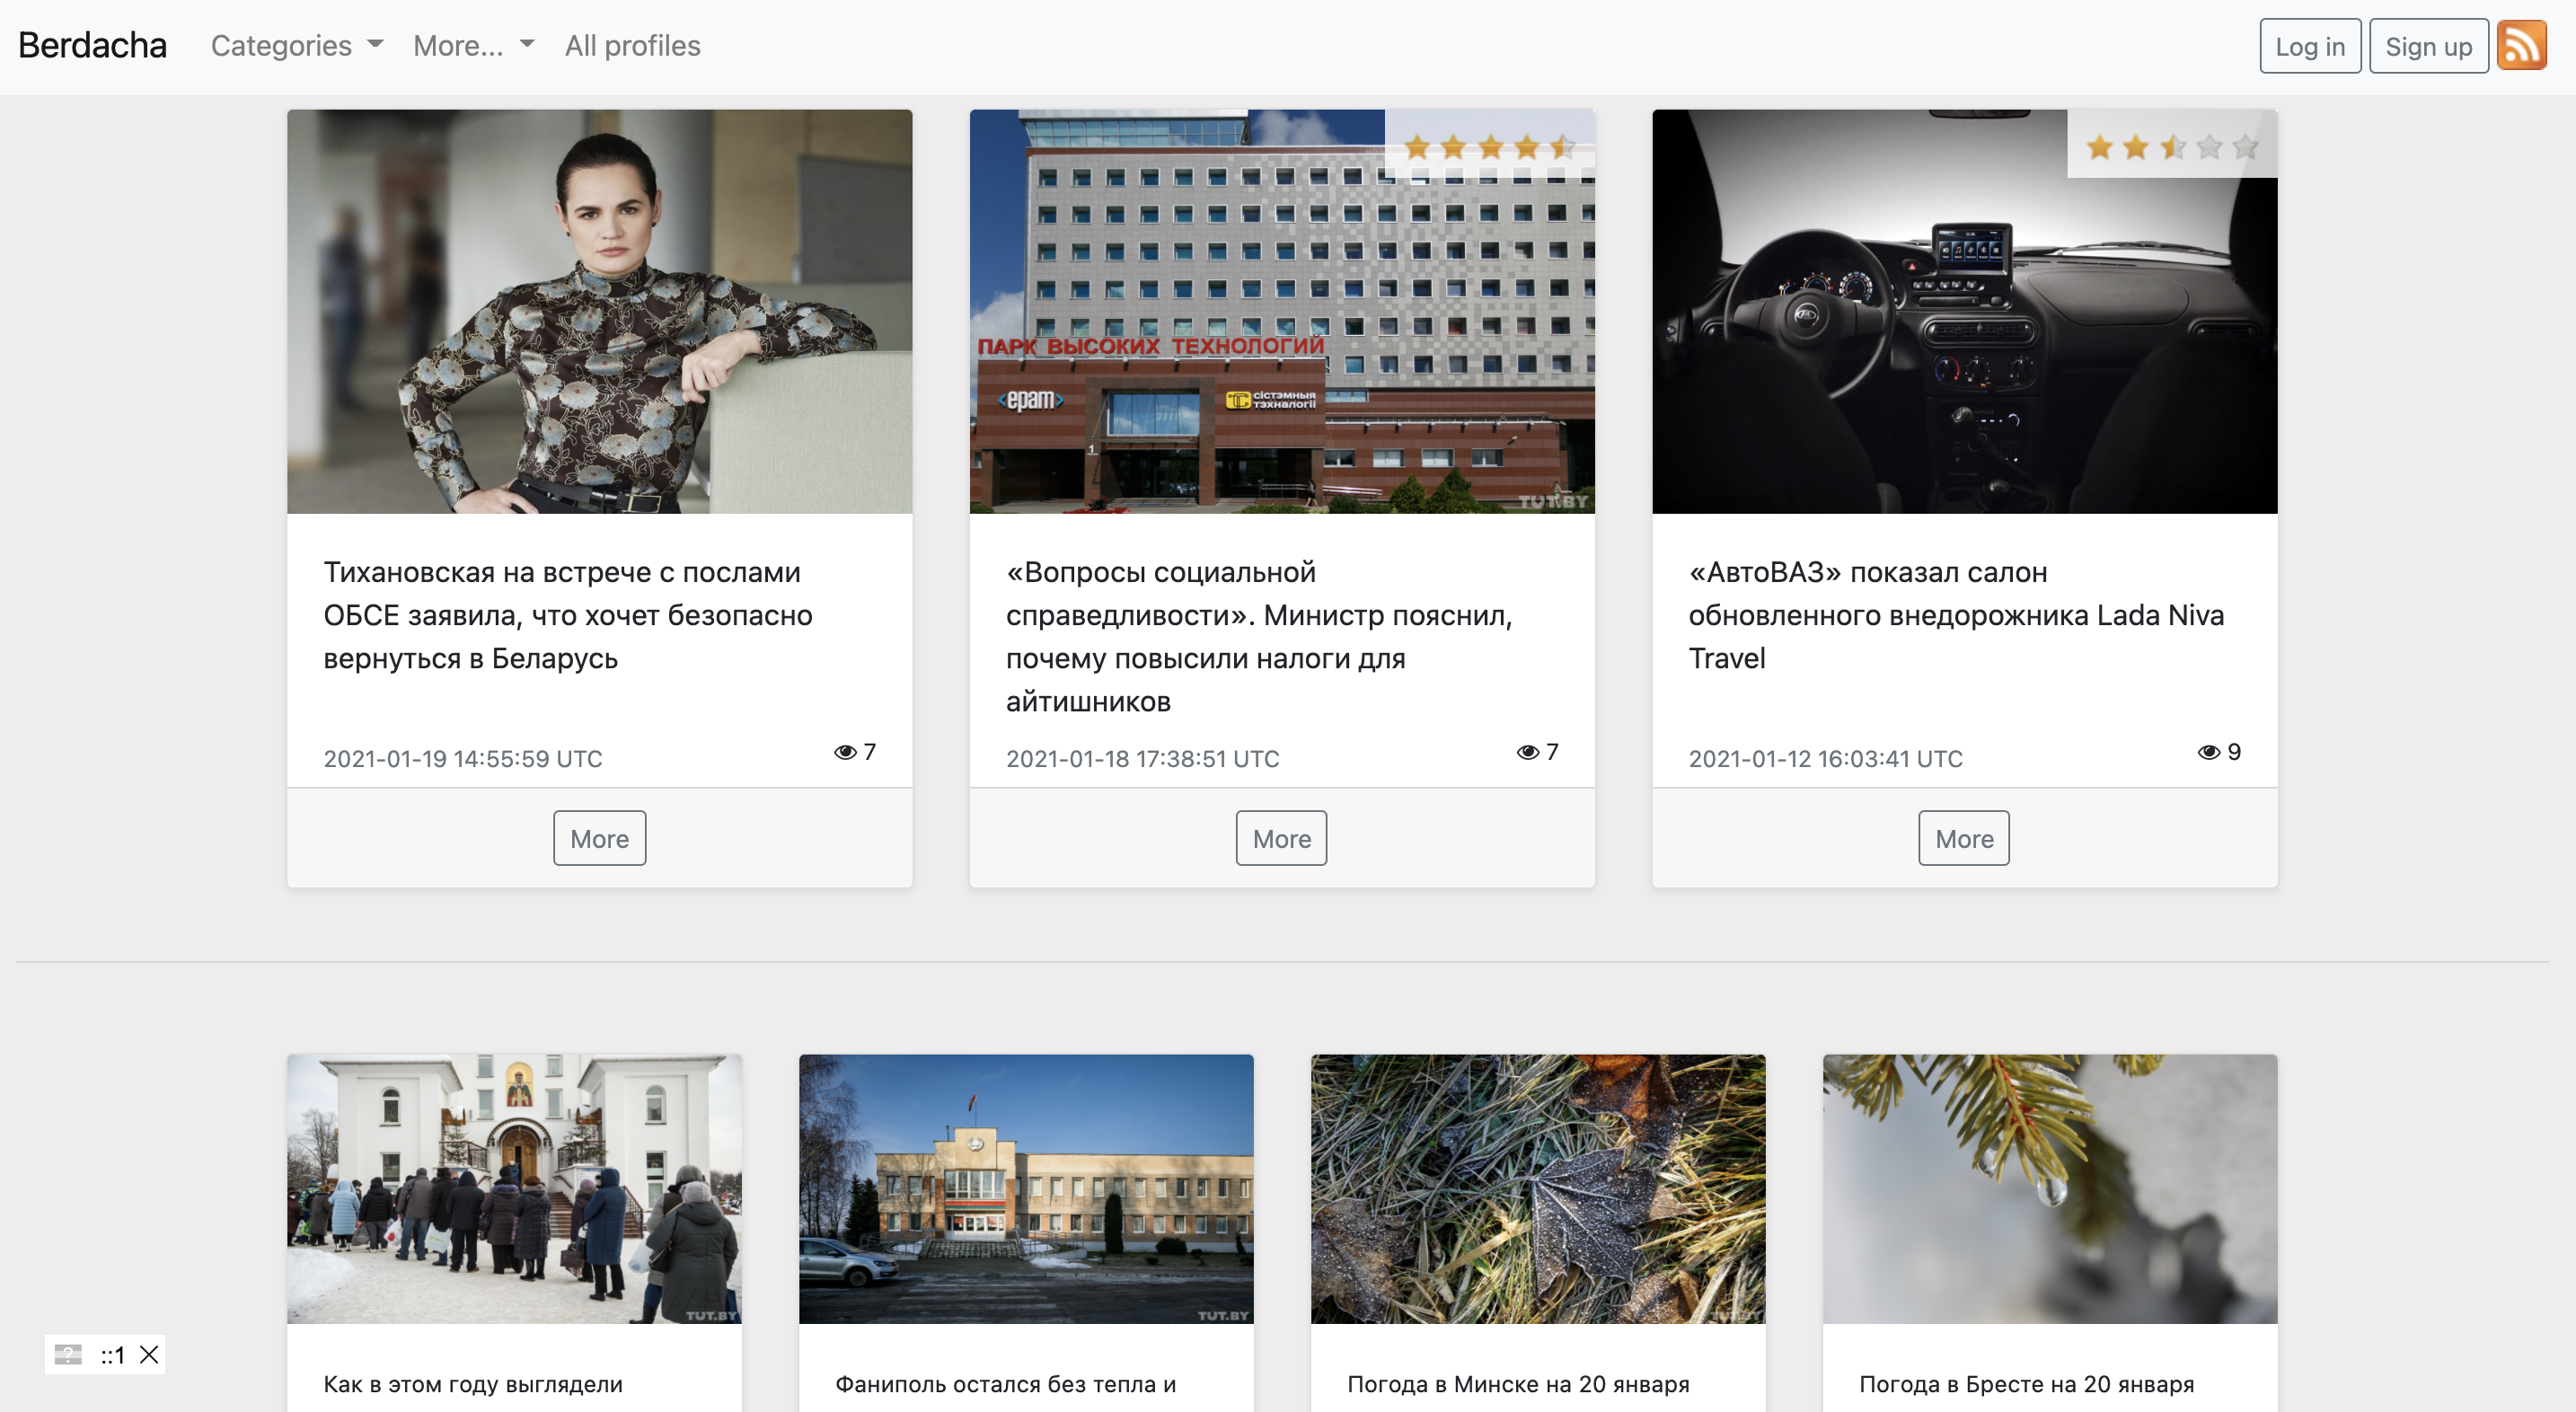 Berdacha
Categories
More...
All profiles
Log in
Sign up
ПАРК ВЫСОКИХ ТЕХНОЛОГИЙ
<epam>
сістэмныя
тэхналогіі
1
TUT.BY
Тихановская на встрече с послами
ОБСЕ заявила, что хочет безопасно
вернуться в Беларусь
2021-01-19 14:55:59 UTC
7
More
«Вопросы социальной
справедливости». Министр пояснил,
почему повысили налоги для
айтишников
2021-01-18 17:38:51 UTC
7
More
«АвтоВАЗ» показал салон
обновленного внедорожника Lada Niva
Travel
2021-01-12 16:03:41 UTC
9
More
TUT.BY
TUT.BY
TUT.BY
? ::1
Как в этом году выглядели
Фаниполь остался без тепла и
Погода в Минске на 20 января
Погода в Бресте на 20 января